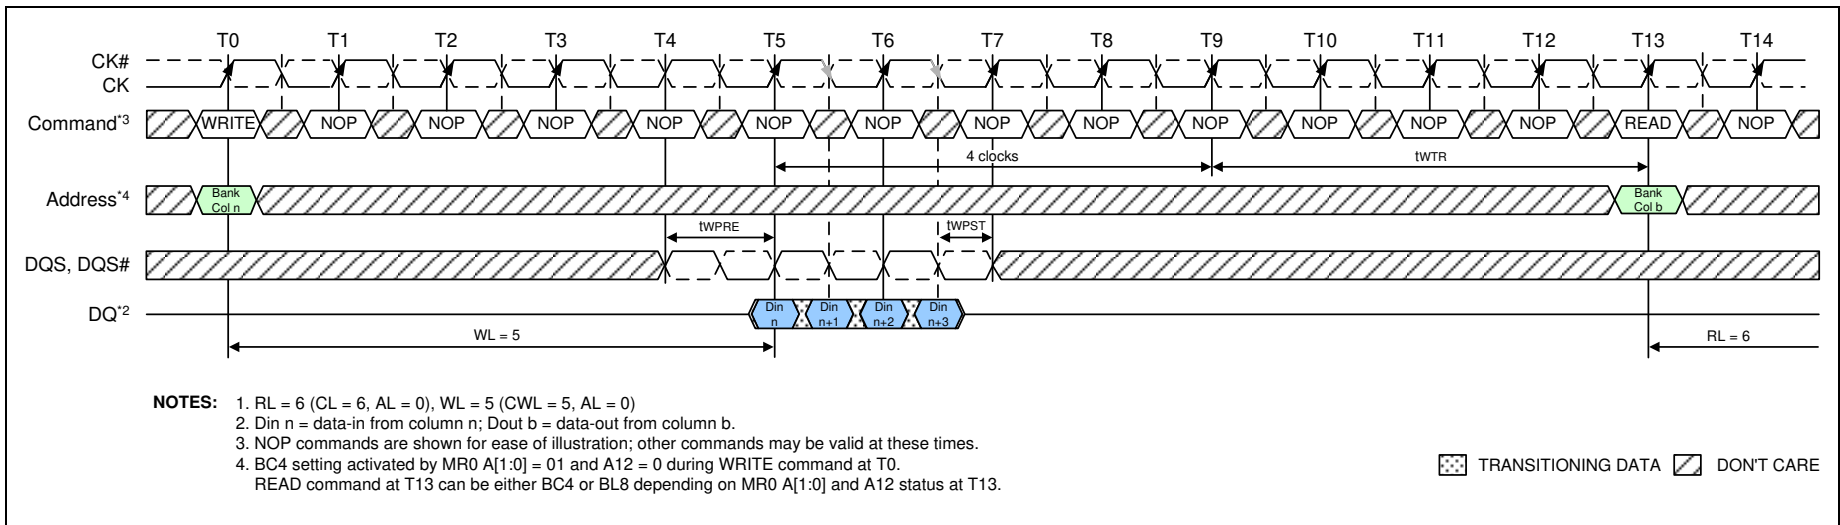 T0 T1 T2 T3 T4 T5 T6 T7 T8 T9 T10 T11 T12 T13 T14
CK#
CK
Command*3 WRITE NOP NOP NOP NOP NOP NOP NOP NOP NOP NOP NOP NOP READ NOP
4 clocks tWTR
Address*4 Bank Col n Bank Col b
tWPRE tWPST
DQS, DQS#
DQ*2 Din n Din n+1 Din n+2 Din n+3
WL = 5 RL = 6
NOTES: 1. RL = 6 (CL = 6, AL = 0), WL = 5 (CWL = 5, AL = 0)
2. Din n = data-in from column n; Dout b = data-out from column b.
3. NOP commands are shown for ease of illustration; other commands may be valid at these times.
4. BC4 setting activated by MR0 A[1:0] = 01 and A12 = 0 during WRITE command at T0.
READ command at T13 can be either BC4 or BL8 depending on MR0 A[1:0] and A12 status at T13.
TRANSITIONING DATA DON'T CARE